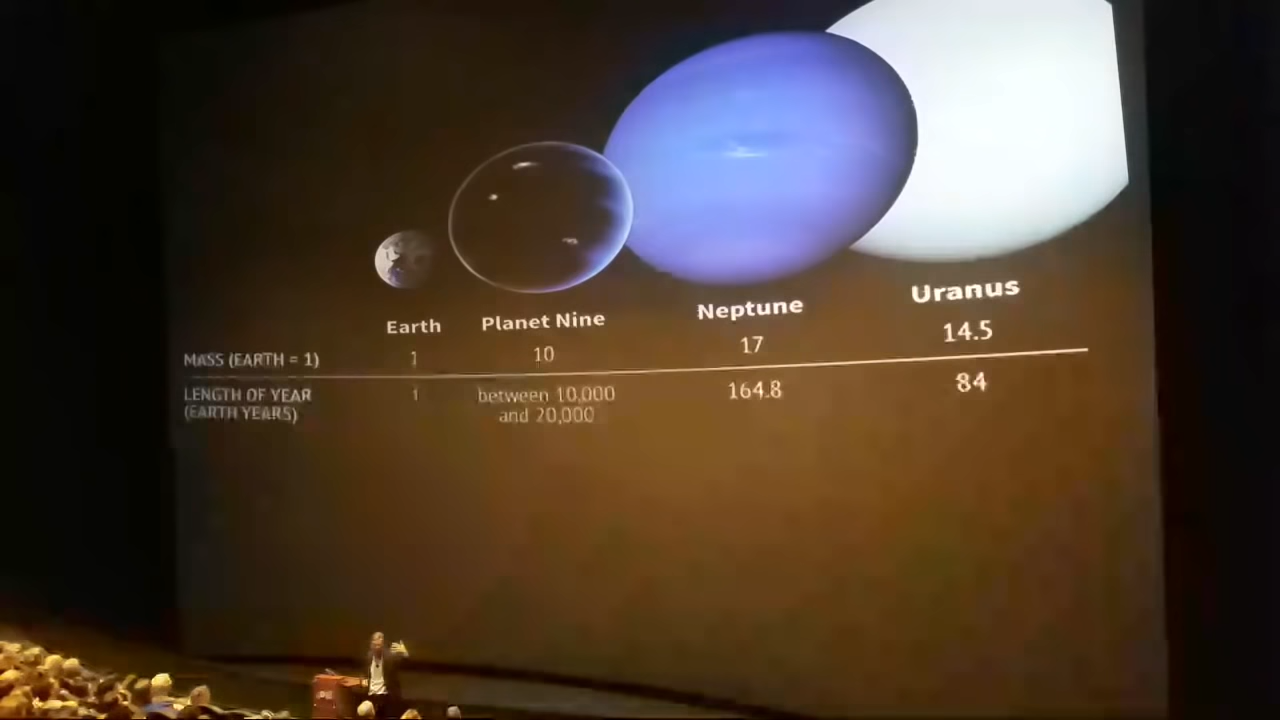 Earth Planet Nine Neptune Uranus
MASS (EARTH = 1) 1 10 17 14.5
LENGTH OF YEAR 1 between 10,000 164.8 84
(EARTH YEARS) and 20,000